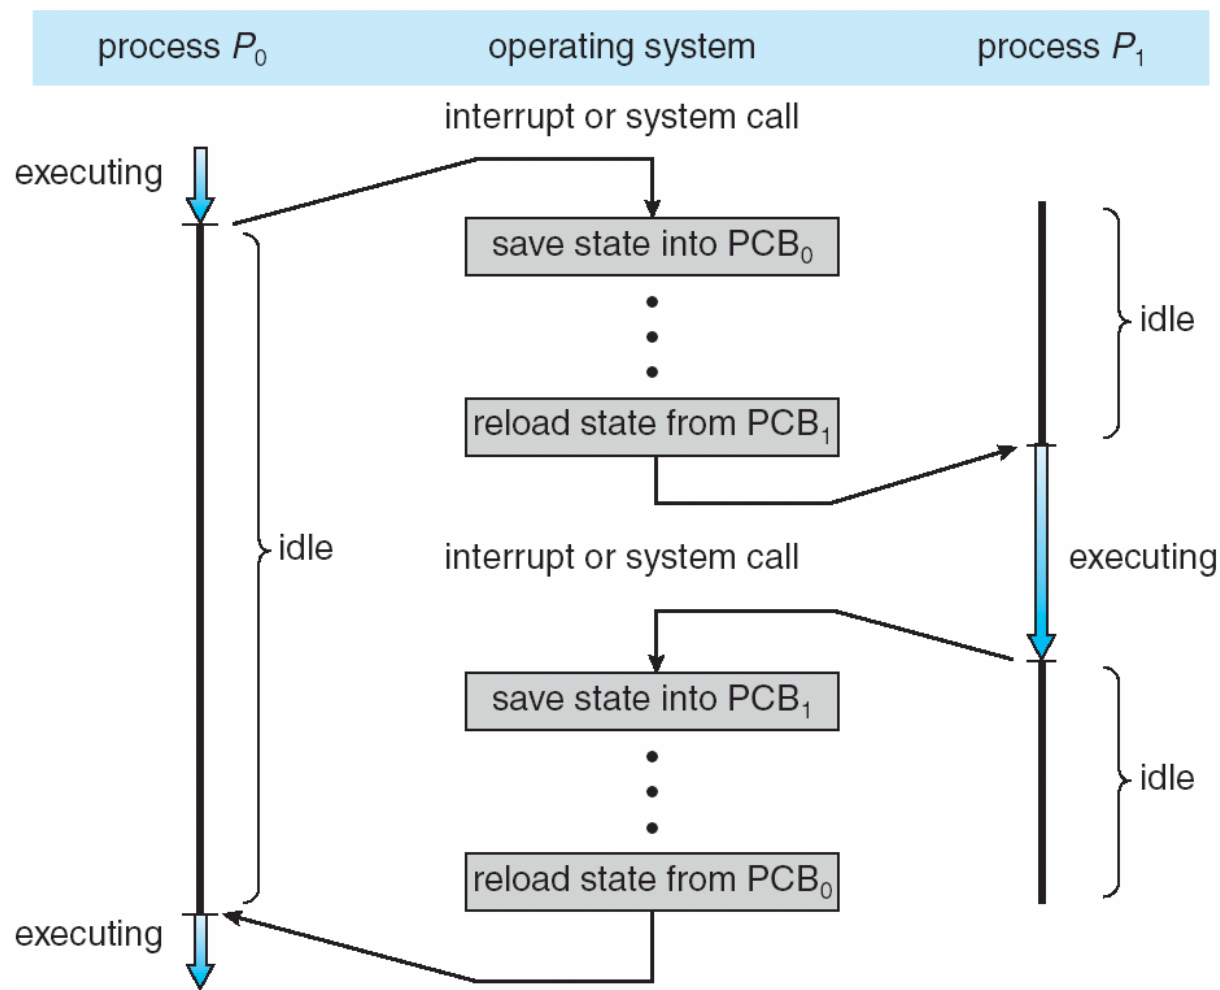 process P₀ operating system process P₁
interrupt or system call
executing
save state into PCB₀
idle
reload state from PCB₁
idle
interrupt or system call
executing
save state into PCB₁
idle
reload state from PCB₀
executing